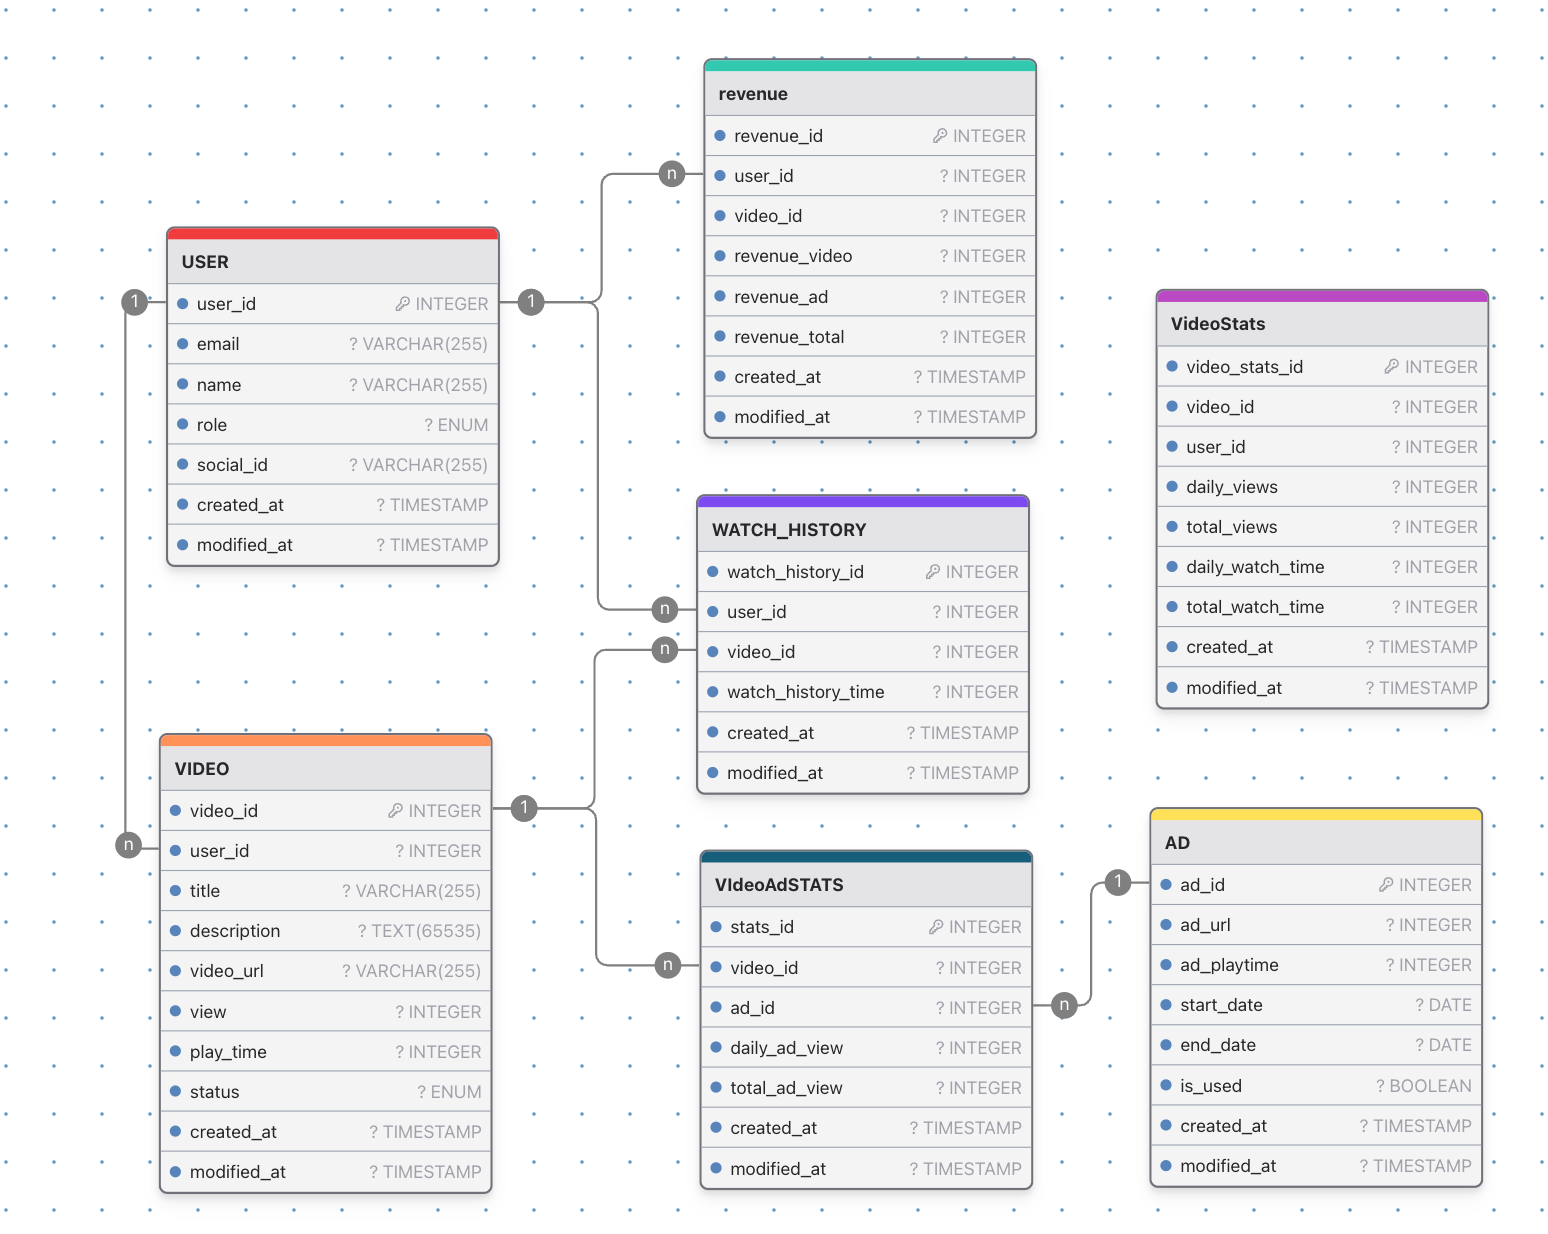 revenue
revenue_id INTEGER
user_id ? INTEGER
video_id ? INTEGER
revenue_video ? INTEGER
revenue_ad ? INTEGER
revenue_total ? INTEGER
created_at ? TIMESTAMP
modified_at ? TIMESTAMP
n
USER
user_id INTEGER
email ? VARCHAR(255)
name ? VARCHAR(255)
role ? ENUM
social_id ? VARCHAR(255)
created_at ? TIMESTAMP
modified_at ? TIMESTAMP
1
1
VideoStats
video_stats_id INTEGER
video_id ? INTEGER
user_id ? INTEGER
daily_views ? INTEGER
total_views ? INTEGER
daily_watch_time ? INTEGER
total_watch_time ? INTEGER
created_at ? TIMESTAMP
modified_at ? TIMESTAMP
WATCH_HISTORY
watch_history_id INTEGER
user_id ? INTEGER
video_id ? INTEGER
watch_history_time ? INTEGER
created_at ? TIMESTAMP
modified_at ? TIMESTAMP
n
n
VIDEO
video_id INTEGER
user_id ? INTEGER
title ? VARCHAR(255)
description ? TEXT(65535)
video_url ? VARCHAR(255)
view ? INTEGER
play_time ? INTEGER
status ? ENUM
created_at ? TIMESTAMP
modified_at ? TIMESTAMP
1
n
VIdeoAdSTATS
stats_id INTEGER
video_id ? INTEGER
ad_id ? INTEGER
daily_ad_view ? INTEGER
total_ad_view ? INTEGER
created_at ? TIMESTAMP
modified_at ? TIMESTAMP
n
n
1
AD
ad_id INTEGER
ad_url ? INTEGER
ad_playtime ? INTEGER
start_date ? DATE
end_date ? DATE
is_used ? BOOLEAN
created_at ? TIMESTAMP
modified_at ? TIMESTAMP